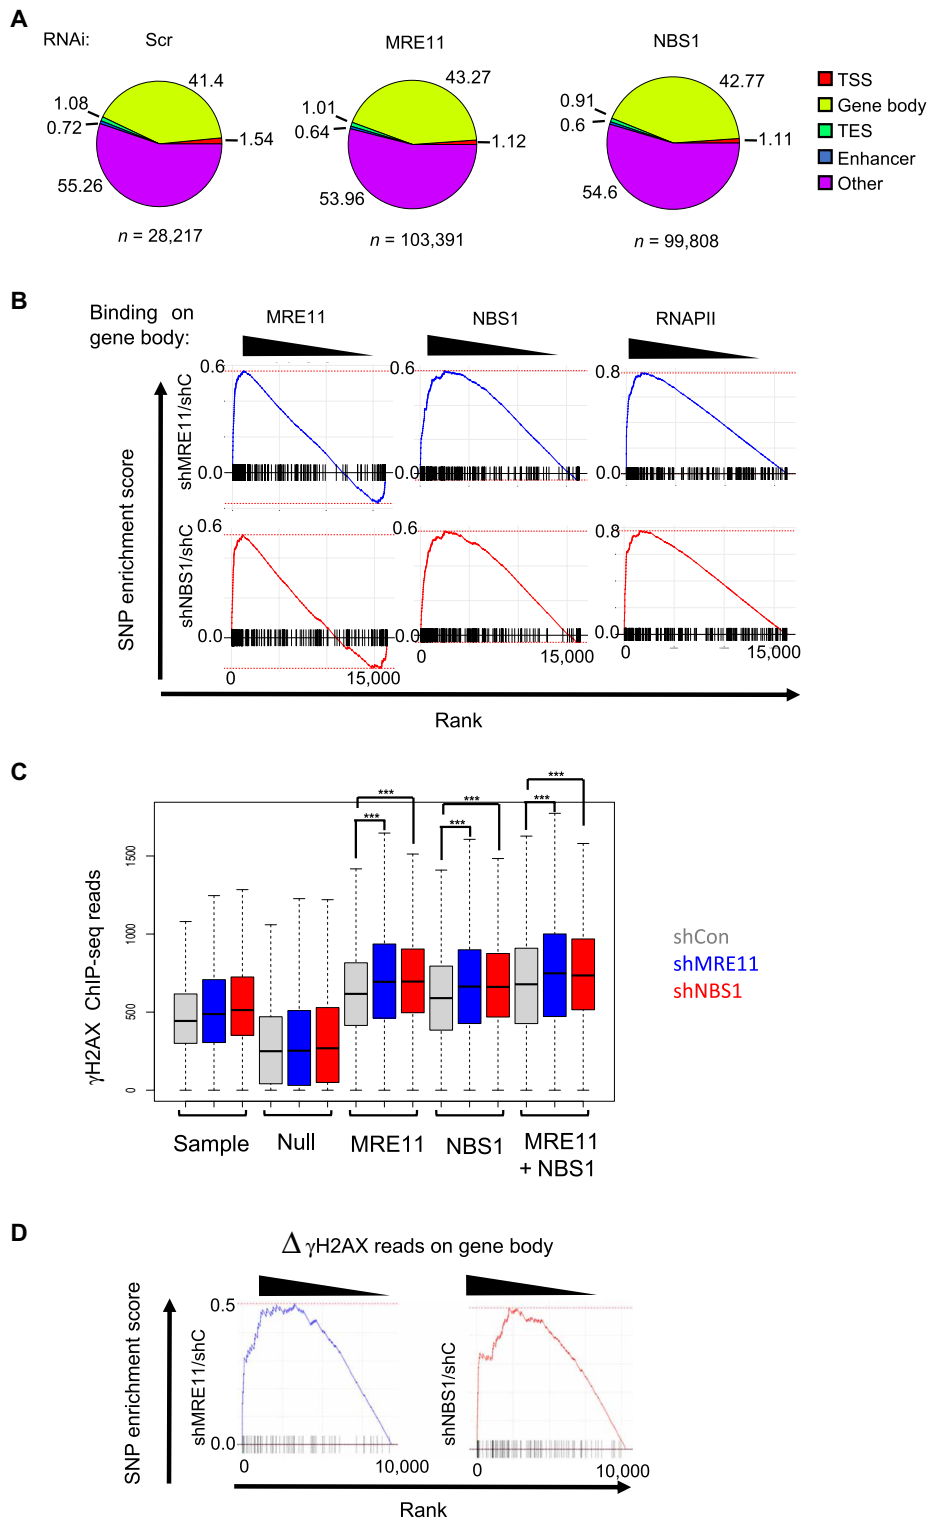 A
RNAi:
Scr
MRE11
NBS1
41.4
1.08
0.72
1.54
55.26
n = 28,217
43.27
1.01
0.64
1.12
53.96
n = 103,391
42.77
0.91
0.6
1.11
54.6
n = 99,808
TSS
Gene body
TES
Enhancer
Other
B
Binding on
gene body:
MRE11
NBS1
RNAPII
SNP enrichment score
shMRE11/shC
0.6
0.0
0.6
0.0
0.8
0.0
shNBS1/shC
0.6
0.0
0.6
0.0
0.8
0.0
0
15,000
0
15,000
0
15,000
Rank
C
γH2AX ChIP-seq reads
0
500
1000
1500
***
***
***
***
***
***
Sample
Null
MRE11
NBS1
MRE11
+ NBS1
shCon
shMRE11
shNBS1
D
Δ γH2AX reads on gene body
SNP enrichment score
shMRE11/shC
0.5
0.0
0
10,000
shNBS1/shC
0
10,000
Rank